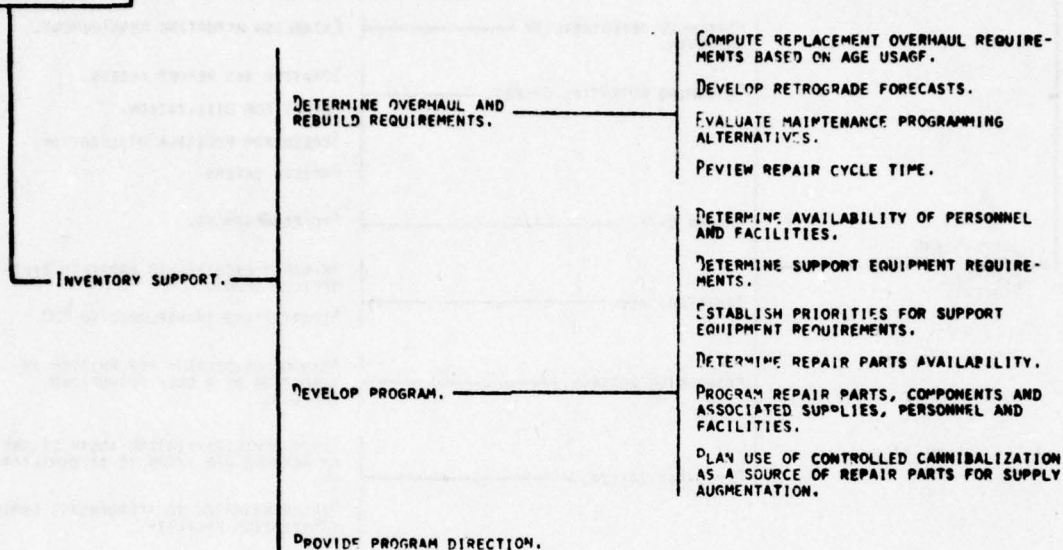 COMPUTE REPLACEMENT OVERHAUL REQUIRE-
MENTS BASED ON AGE USAGE.
DETERMINE OVERHAUL AND
REBUILD REQUIREMENTS.
DEVELOP RETROGRADE FORECASTS.
EVALUATE MAINTENANCE PROGRAMMING
ALTERNATIVES.
REVIEW REPAIR CYCLE TIME.
INVENTORY SUPPORT.
DETERMINE AVAILABILITY OF PERSONNEL
AND FACILITIES.
DETERMINE SUPPORT EQUIPMENT REQUIRE-
MENTS.
ESTABLISH PRIORITIES FOR SUPPORT
EQUIPMENT REQUIREMENTS.
DEVELOP PROGRAM.
DETERMINE REPAIR PARTS AVAILABILITY.
PROGRAM REPAIR PARTS, COMPONENTS AND
ASSOCIATED SUPPLIES, PERSONNEL AND
FACILITIES.
PLAN USE OF CONTROLLED CANNIBALIZATION
AS A SOURCE OF REPAIR PARTS FOR SUPPLY
AUGMENTATION.
PROVIDE PROGRAM DIRECTION.